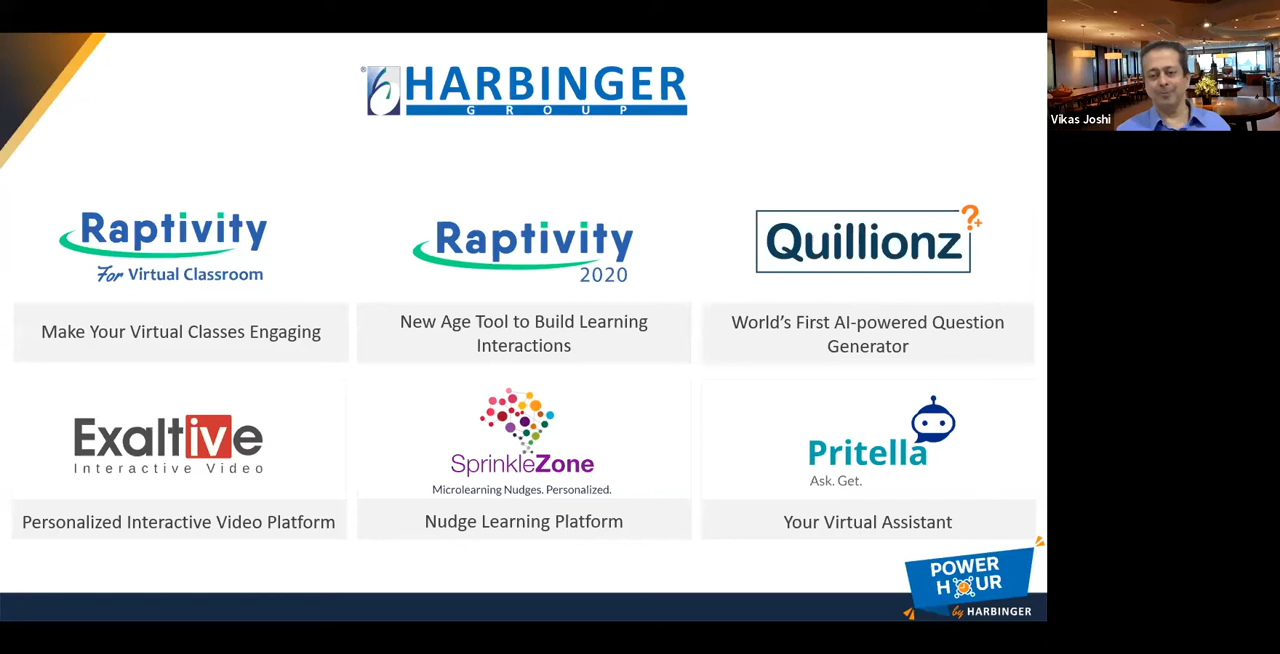 HARBINGER
GROUP
Vikas Joshi
Raptivity
For Virtual Classroom
Raptivity
2020
Quillionz
?+
Make Your Virtual Classes Engaging
New Age Tool to Build Learning
Interactions
World's First AI-powered Question
Generator
Exaltive
Interactive Video
SprinkleZone
Microlearning Nudges. Personalized.
Pritella
Ask. Get.
Personalized Interactive Video Platform
Nudge Learning Platform
Your Virtual Assistant
POWER
HOUR
by HARBINGER